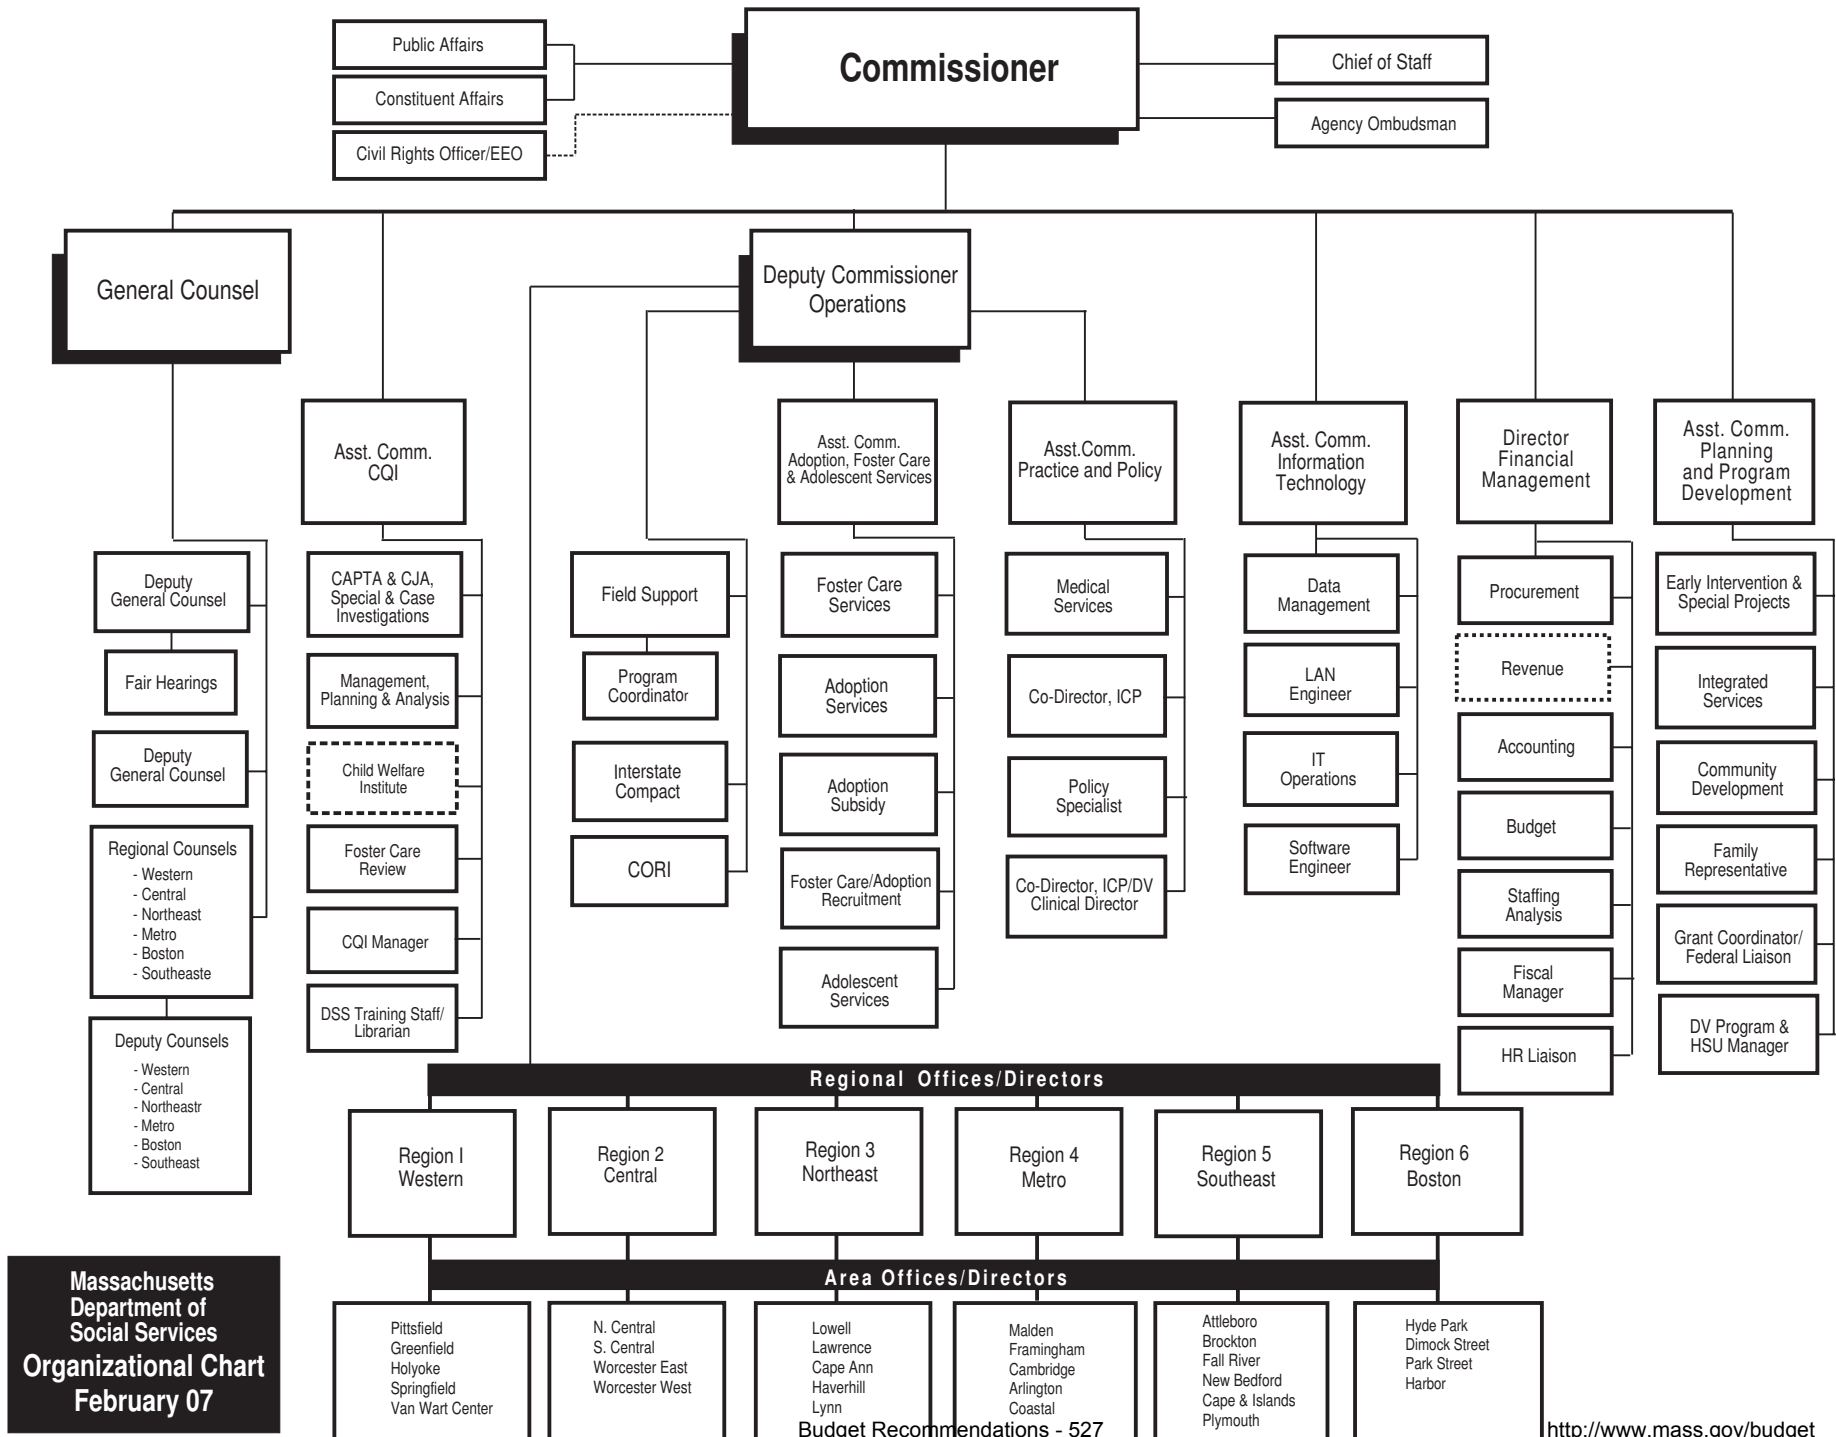 Public Affairs
Constituent Affairs
Civil Rights Officer/EEO
Commissioner
Chief of Staff
Agency Ombudsman
General Counsel
Deputy Commissioner
Operations
Asst. Comm.
CQI
Asst. Comm.
Adoption, Foster Care
& Adolescent Services
Asst.Comm.
Practice and Policy
Asst. Comm.
Information
Technology
Director
Financial
Management
Asst. Comm.
Planning
and Program
Development
Deputy
General Counsel
Fair Hearings
Deputy
General Counsel
Regional Counsels
- Western
- Central
- Northeast
- Metro
- Boston
- Southeaste
Deputy Counsels
- Western
- Central
- Northeastr
- Metro
- Boston
- Southeast
CAPTA & CJA,
Special & Case
Investigations
Management,
Planning & Analysis
Child Welfare
Institute
Foster Care
Review
CQI Manager
DSS Training Staff/
Librarian
Field Support
Program
Coordinator
Interstate
Compact
CORI
Foster Care
Services
Adoption
Services
Adoption
Subsidy
Foster Care/Adoption
Recruitment
Adolescent
Services
Medical
Services
Co-Director, ICP
Policy
Specialist
Co-Director, ICP/DV
Clinical Director
Data
Management
LAN
Engineer
IT
Operations
Software
Engineer
Procurement
Revenue
Accounting
Budget
Staffing
Analysis
Fiscal
Manager
HR Liaison
Early Intervention &
Special Projects
Integrated
Services
Community
Development
Family
Representative
Grant Coordinator/
Federal Liaison
DV Program &
HSU Manager
Regional Offices/Directors
Region I
Western
Region 2
Central
Region 3
Northeast
Region 4
Metro
Region 5
Southeast
Region 6
Boston
Area Offices/Directors
Pittsfield
Greenfield
Holyoke
Springfield
Van Wart Center
N. Central
S. Central
Worcester East
Worcester West
Lowell
Lawrence
Cape Ann
Haverhill
Lynn
Malden
Framingham
Cambridge
Arlington
Coastal
Attleboro
Brockton
Fall River
New Bedford
Cape & Islands
Plymouth
Hyde Park
Dimock Street
Park Street
Harbor
Massachusetts
Department of
Social Services
Organizational Chart
February 07
Budget Recommendations - 527
http://www.mass.gov/budget